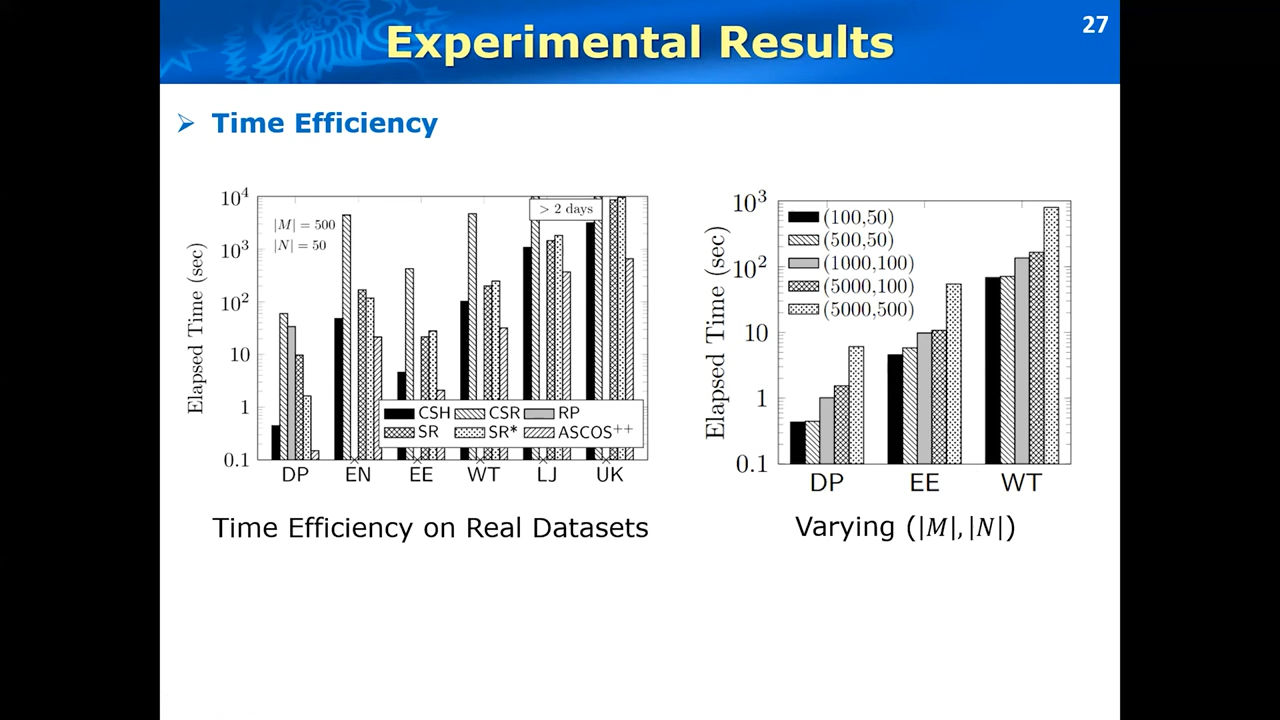 27
Experimental Results
➢ Time Efficiency
10⁴
10³
10²
10
1
0.1
Elapsed Time (sec)
|M| = 500
|N| = 50
> 2 days
CSH CSR RP
SR SR* ASCOS⁺⁺
DP EN EE WT LJ UK
Time Efficiency on Real Datasets
10³
10²
10
1
0.1
Elapsed Time (sec)
(100,50)
(500,50)
(1000,100)
(5000,100)
(5000,500)
DP EE WT
Varying (|M|,|N|)